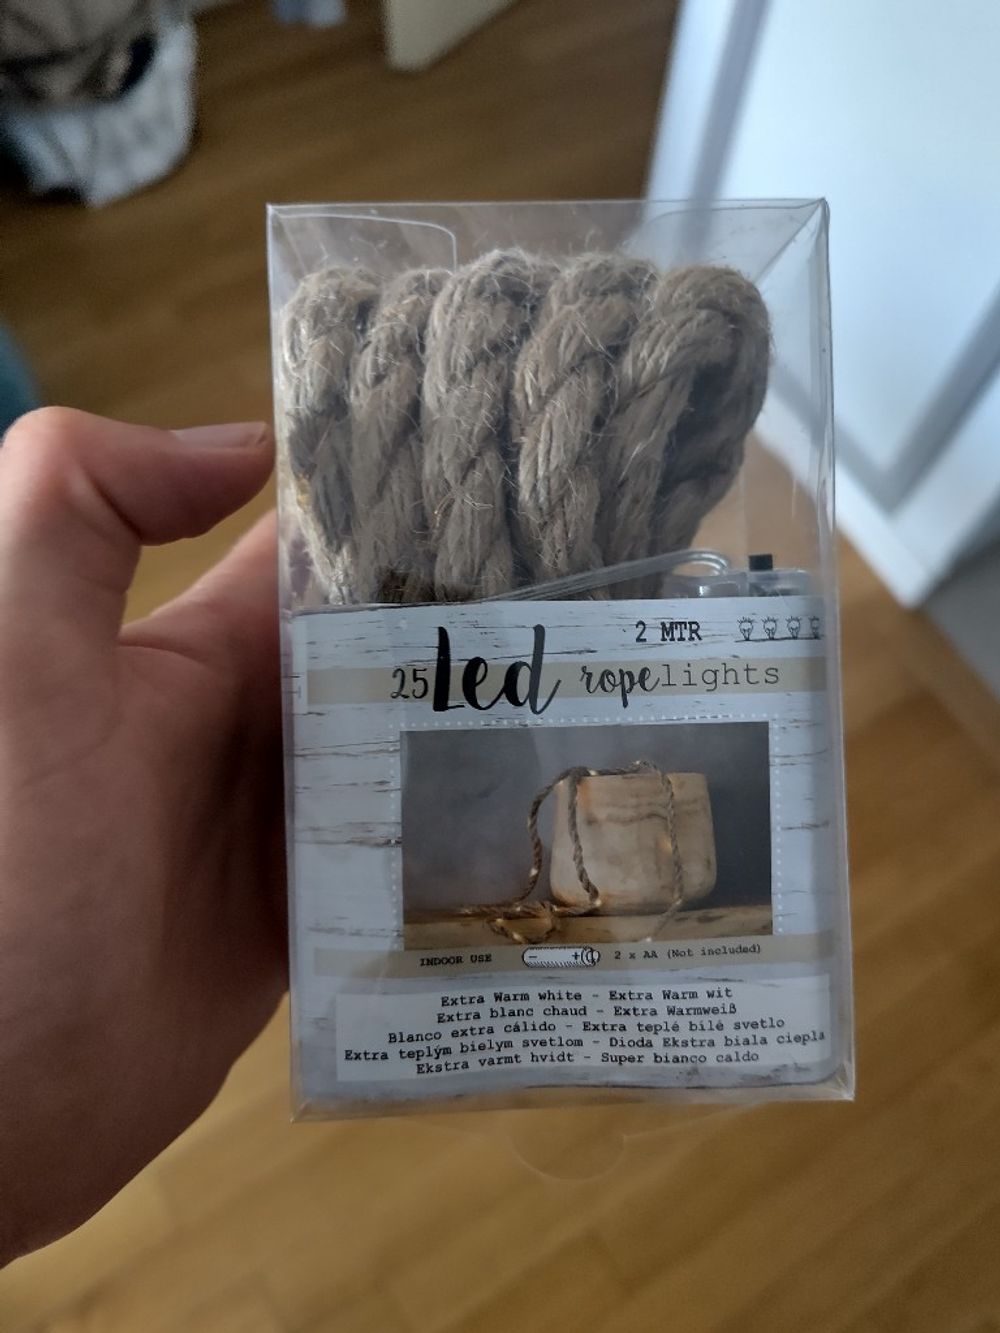 2 MTR
25 Led rope lights
INDOOR USE - + 2 x AA (Not included)
Extra Warm white - Extra Warm wit
Extra blanc chaud - Extra Warmweiß
Blanco extra cálido - Extra teplé bílé svetlo
Extra teplým bielym svetlom - Dioda Ekstra biala ciepla
Ekstra varmt hvidt - Super bianco caldo